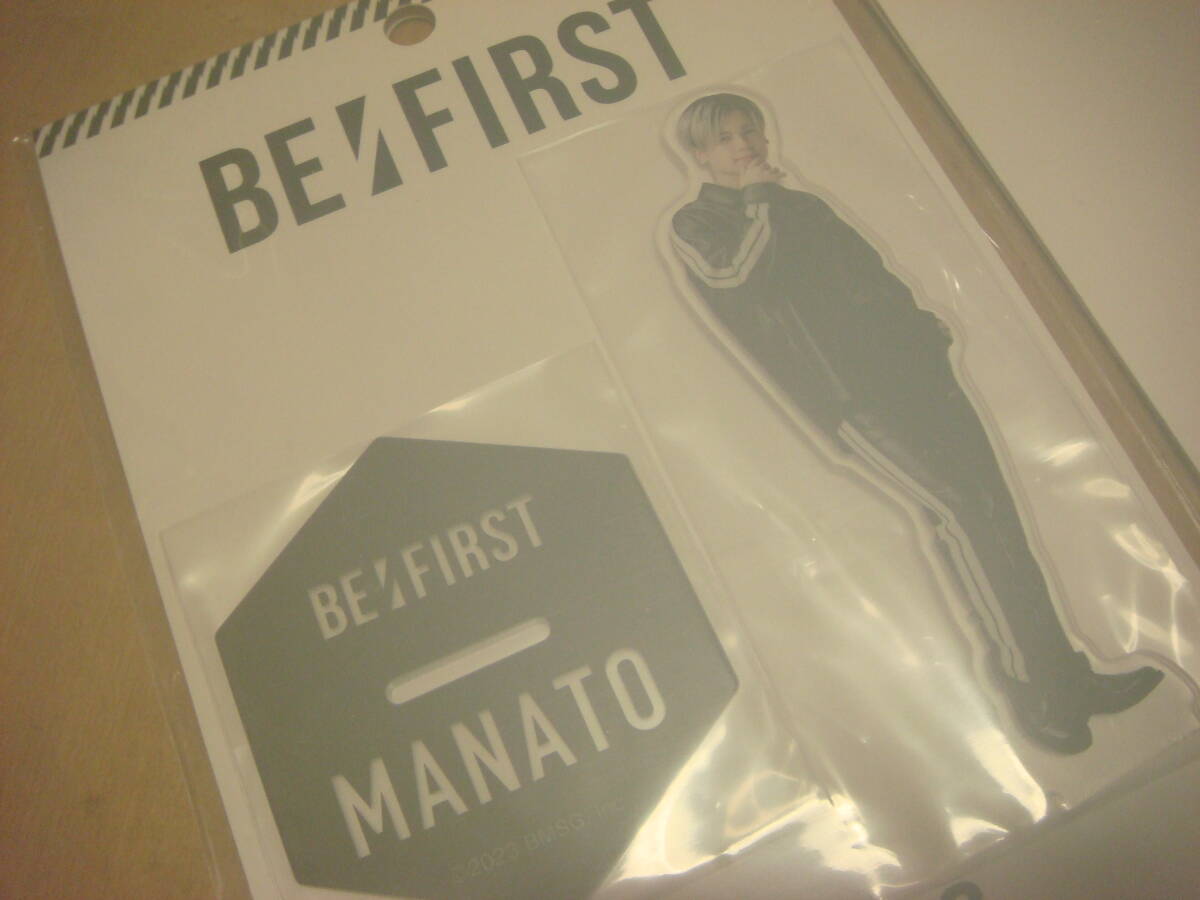 BE:FIRST
BE:FIRST
MANATO
©2023 BMSG, Inc.